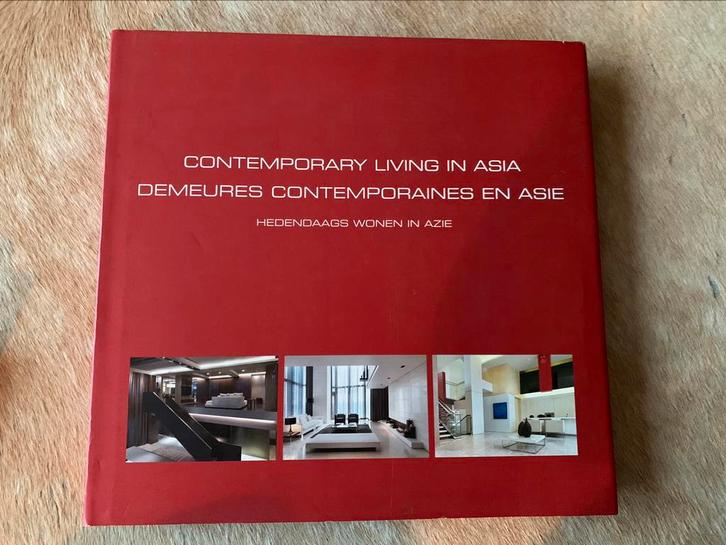 CONTEMPORARY LIVING IN ASIA
DEMEURES CONTEMPORAINES EN ASIE
HEDENDAAGS WONEN IN AZIE